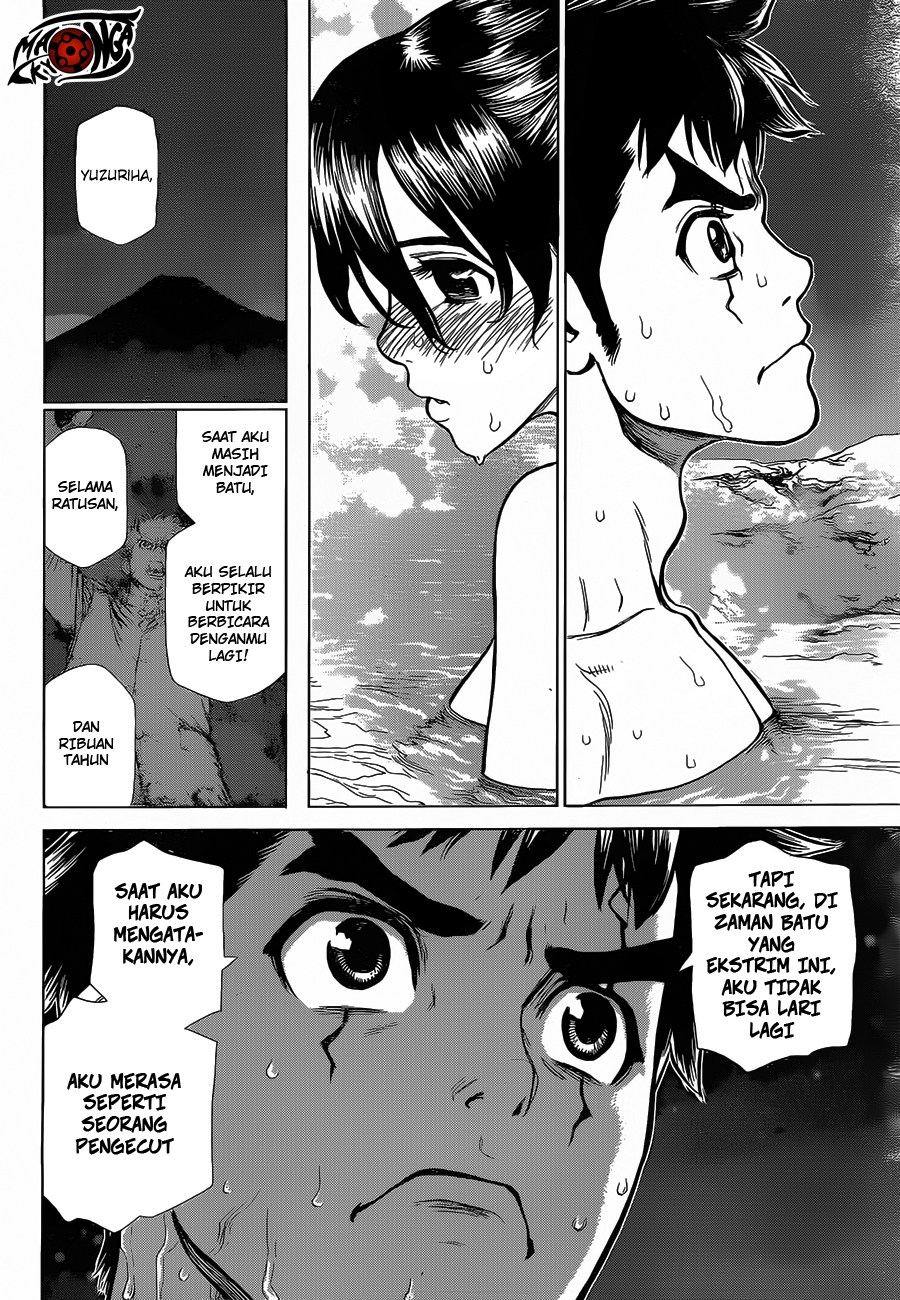 MANGA
KU
YUZURIHA,
SAAT AKU
MASIH
MENJADI
BATU,
SELAMA
RATUSAN,
AKU SELALU
BERPIKIR
UNTUK
BERBICARA
DENGANMU
LAGI!
DAN
RIBUAN
TAHUN
SAAT AKU
HARUS
MENGATA-
KANNYA,
AKU MERASA
SEPERTI
SEORANG
PENGECUT
TAPI
SEKARANG, DI
ZAMAN BATU
YANG
EKSTRIM INI,
AKU TIDAK
BISA LARI
LAGI